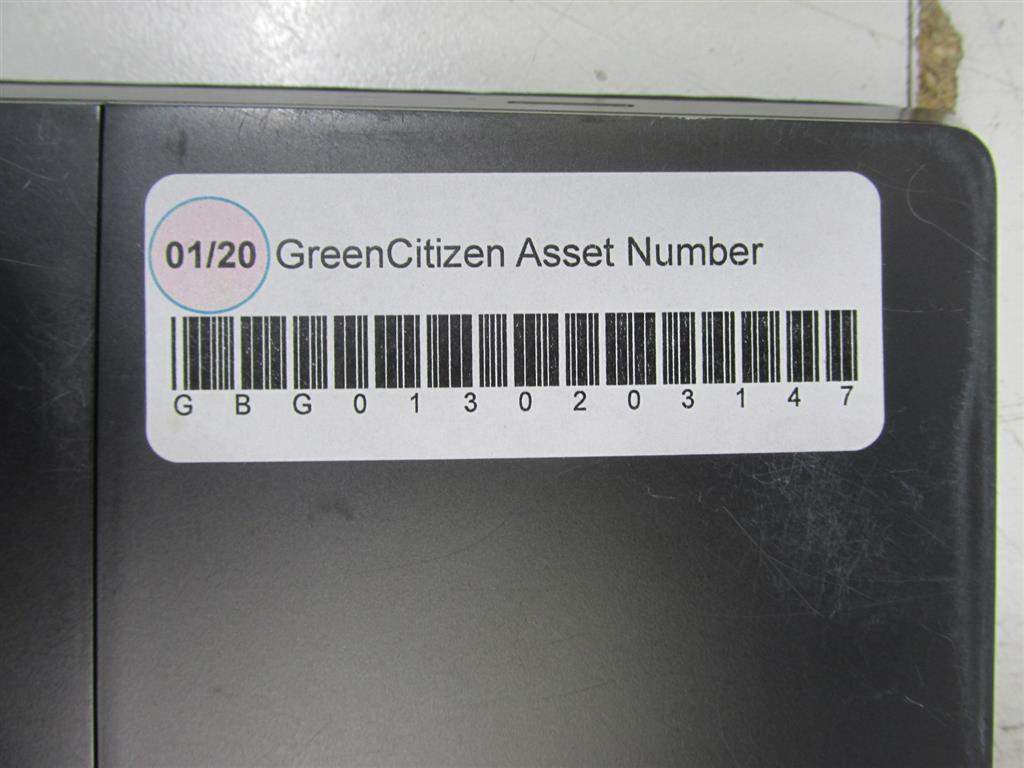 01/20 GreenCitizen Asset Number
G B G 0 1 3 0 2 0 3 1 4 7